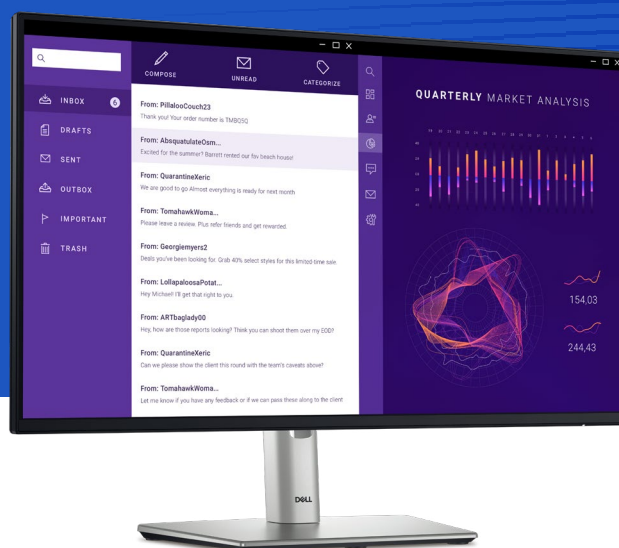 COMPOSE
UNREAD
CATEGORIZE
INBOX 6
DRAFTS
SENT
OUTBOX
IMPORTANT
TRASH
From: PillalooCouch23
Thank you! Your order number is TMBQ5Q
From: AbsquatulateOsm...
Excited for the summer? Barrett rented our fav beach house!
From: QuarantineXeric
We are good to go Almost everything is ready for next month
From: TomahawkWoma...
Please leave a review. Plus refer friends and get rewarded.
From: Georgiemyers2
Deals you've been looking for. Grab 40% select styles for this limited-time sale
From: LollapaloosaPotat...
Hey Michael! I'll get that right to you.
From: ARTbaglady00
Hey, how are those reports looking? Think you can shoot them over my EOD?
From: QuarantineXeric
Can we please show the client this round with the team's caveats above?
From: TomahawkWoma...
Let me know if you have any feedback or if we can pass these along to the client
QUARTERLY MARKET ANALYSIS
154,03
244,43
DELL